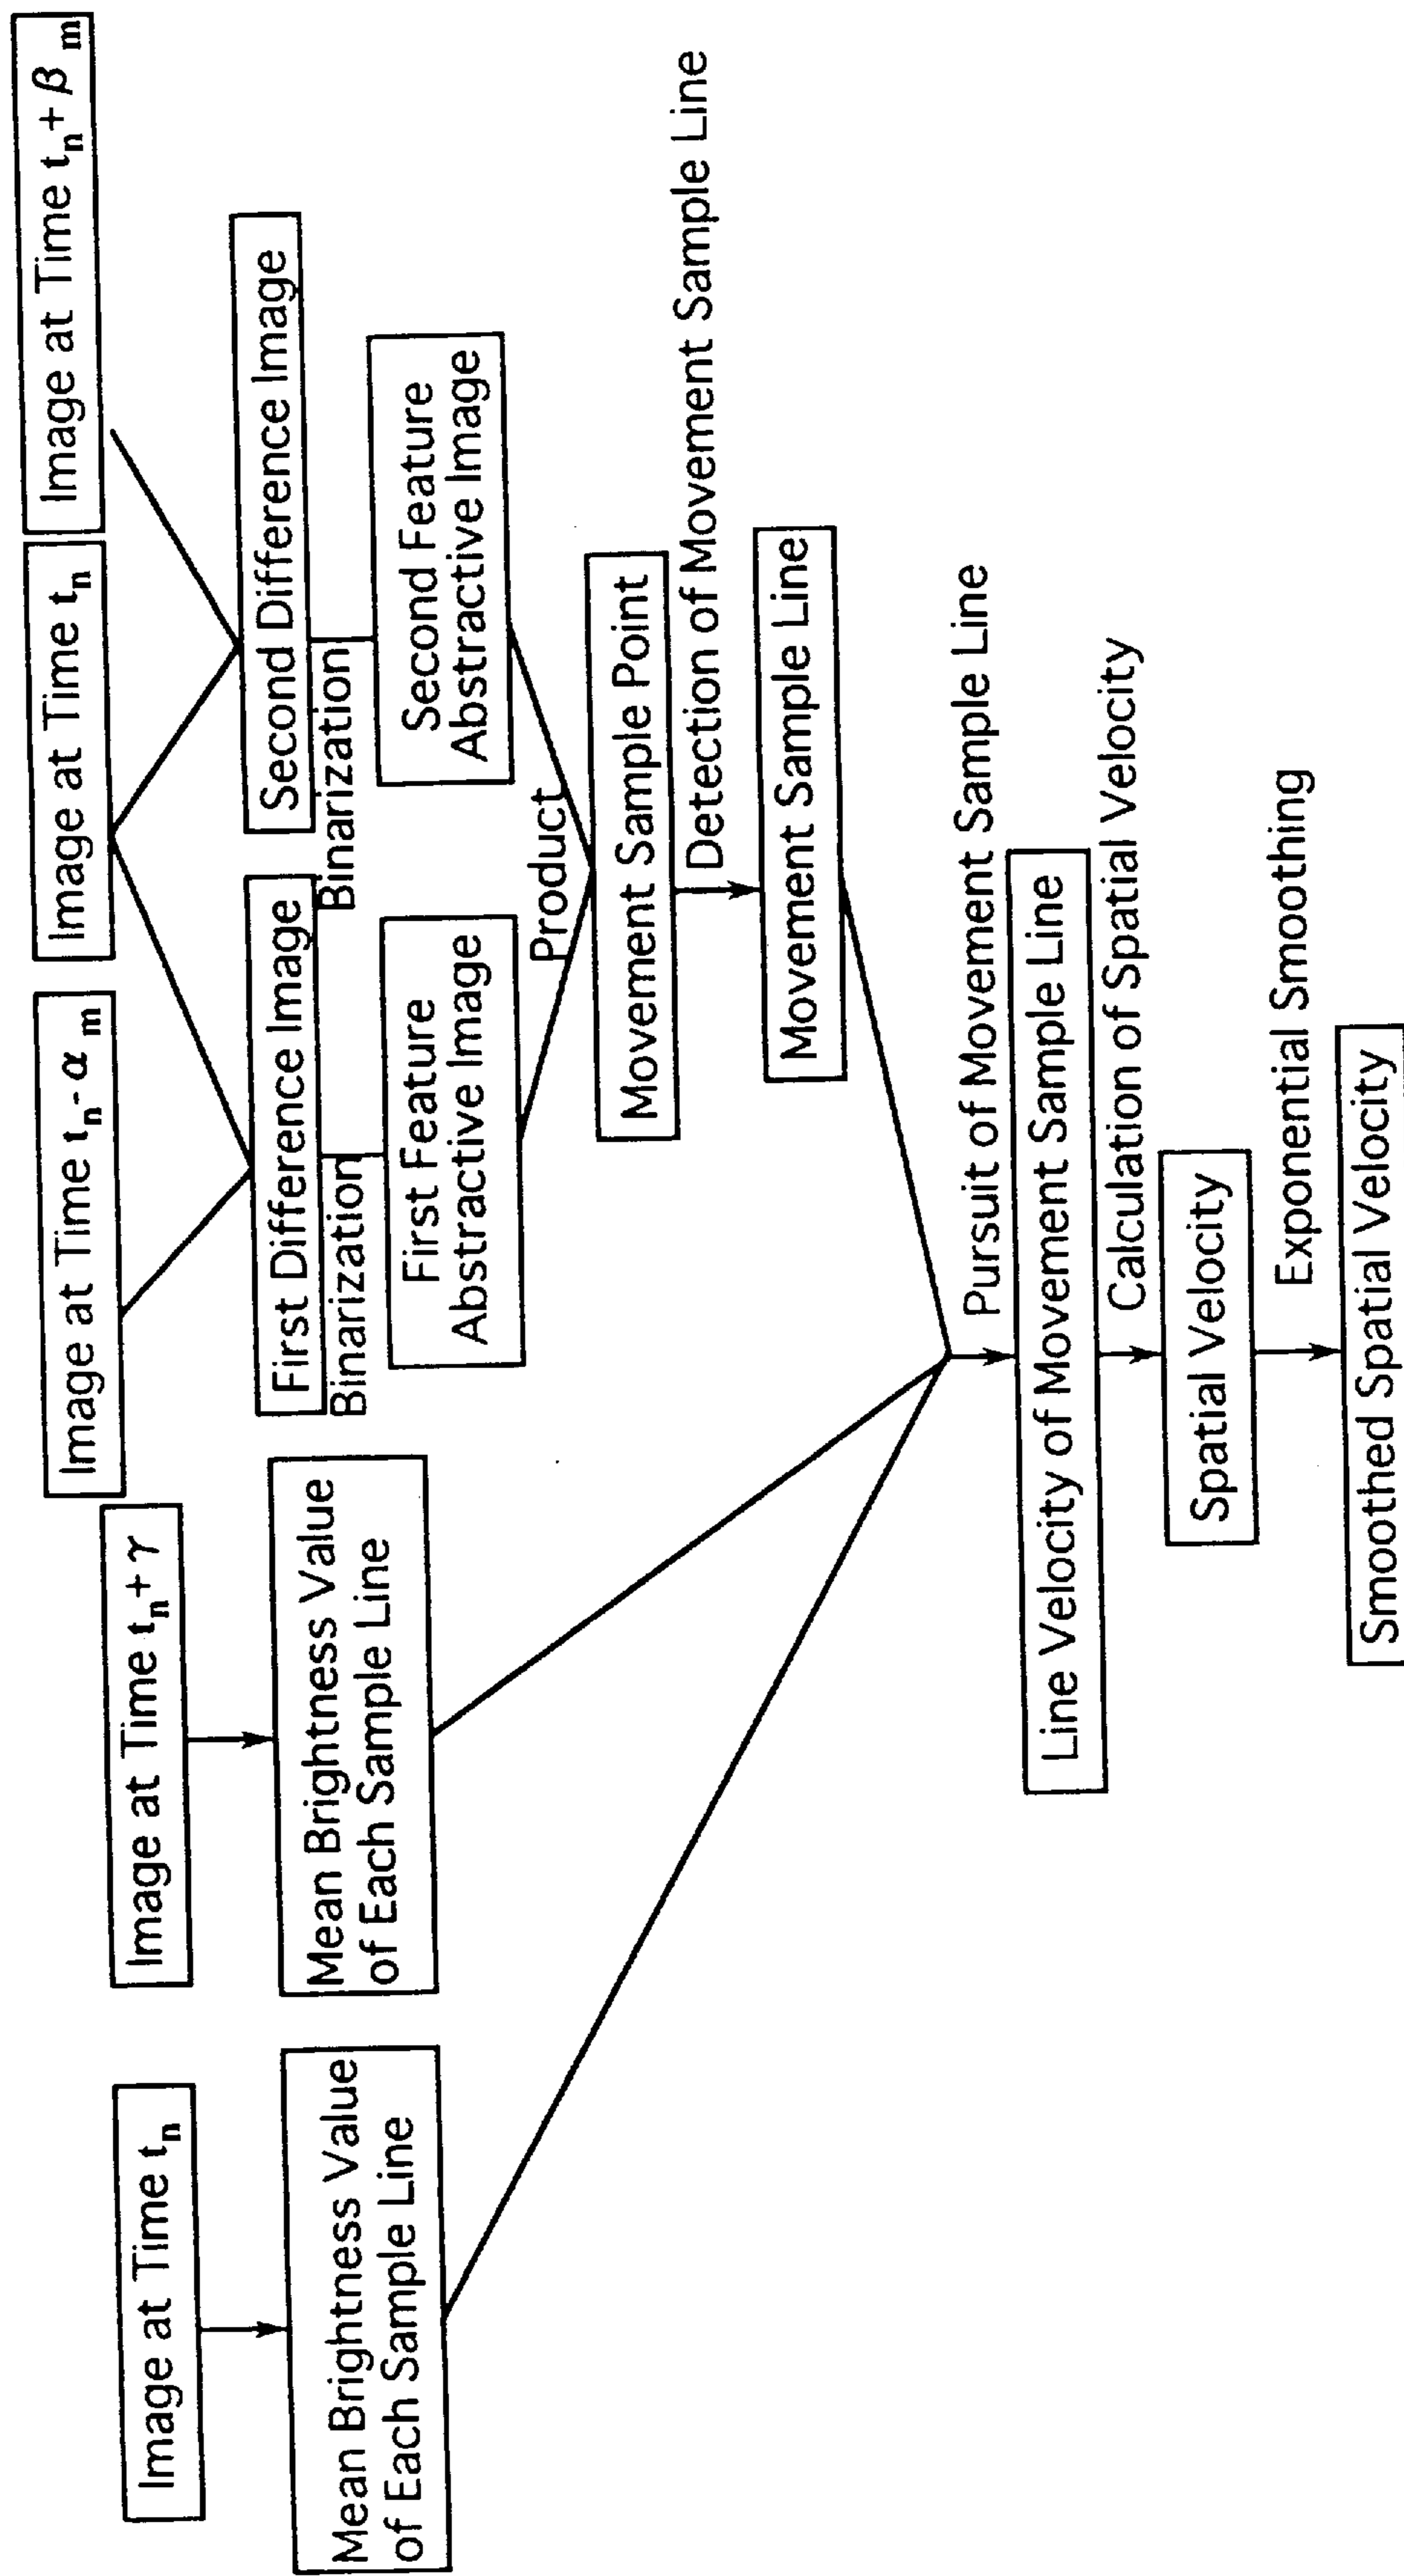 Image at Time tn
Image at Time tn+ γ
Image at Time tn- α m
Image at Time tn
Image at Time tn+ β m
Mean Brightness Value
of Each Sample Line
Mean Brightness Value
of Each Sample Line
First Difference Image
Second Difference Image
Binarization
Binarization
First Feature
Abstractive Image
Second Feature
Abstractive Image
Product
Movement Sample Point
Detection of Movement Sample Line
Movement Sample Line
Pursuit of Movement Sample Line
Line Velocity of Movement Sample Line
Calculation of Spatial Velocity
Spatial Velocity
Exponential Smoothing
Smoothed Spatial Velocity